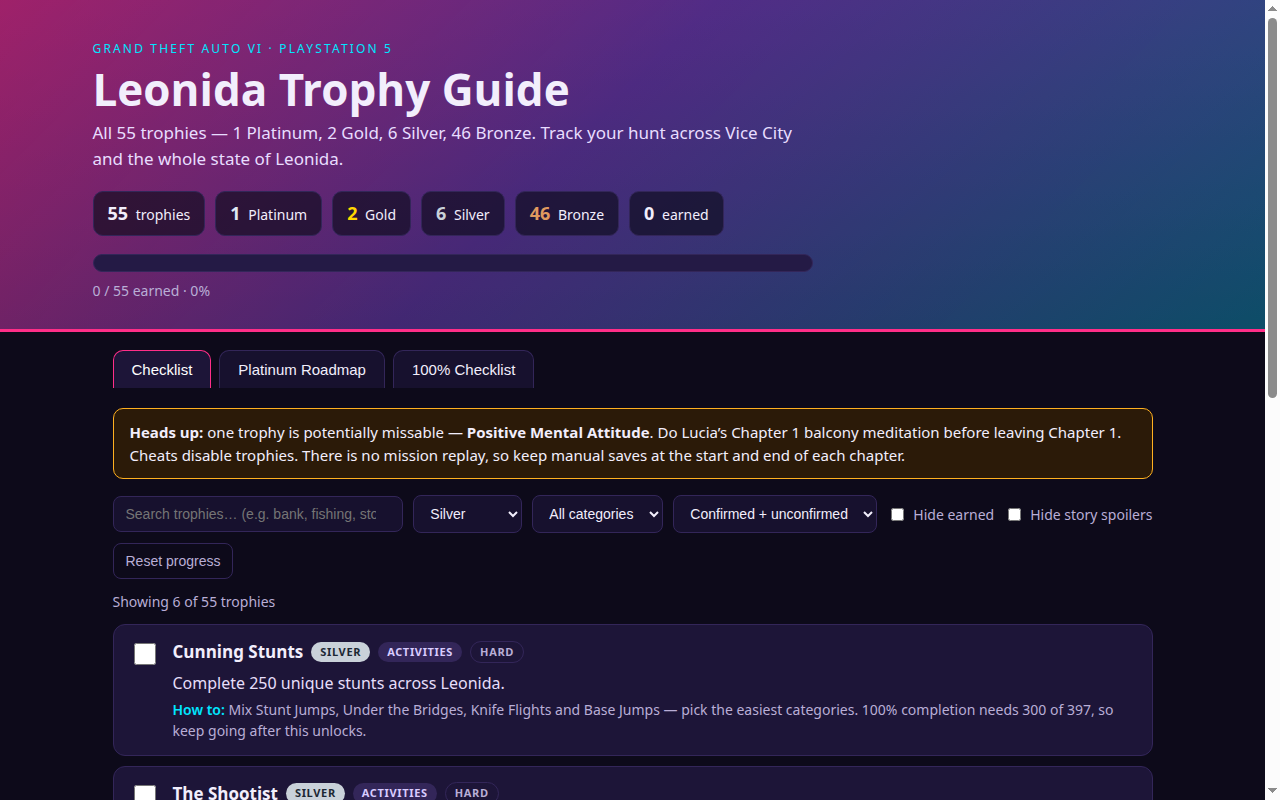 GRAND THEFT AUTO VI · PLAYSTATION 5
Leonida Trophy Guide
All 55 trophies — 1 Platinum, 2 Gold, 6 Silver, 46 Bronze. Track your hunt across Vice City
and the whole state of Leonida.
55 trophies 1 Platinum 2 Gold 6 Silver 46 Bronze 0 earned
0 / 55 earned · 0%
Checklist Platinum Roadmap 100% Checklist
Heads up: one trophy is potentially missable — Positive Mental Attitude. Do Lucia’s Chapter 1 balcony meditation before leaving Chapter 1.
Cheats disable trophies. There is no mission replay, so keep manual saves at the start and end of each chapter.
Search trophies… (e.g. bank, fishing, stc Silver All categories Confirmed + unconfirmed Hide earned Hide story spoilers
Reset progress
Showing 6 of 55 trophies
Cunning Stunts SILVER ACTIVITIES HARD
Complete 250 unique stunts across Leonida.
How to: Mix Stunt Jumps, Under the Bridges, Knife Flights and Base Jumps — pick the easiest categories. 100% completion needs 300 of 397, so
keep going after this unlocks.
The Shootist SILVER ACTIVITIES HARD